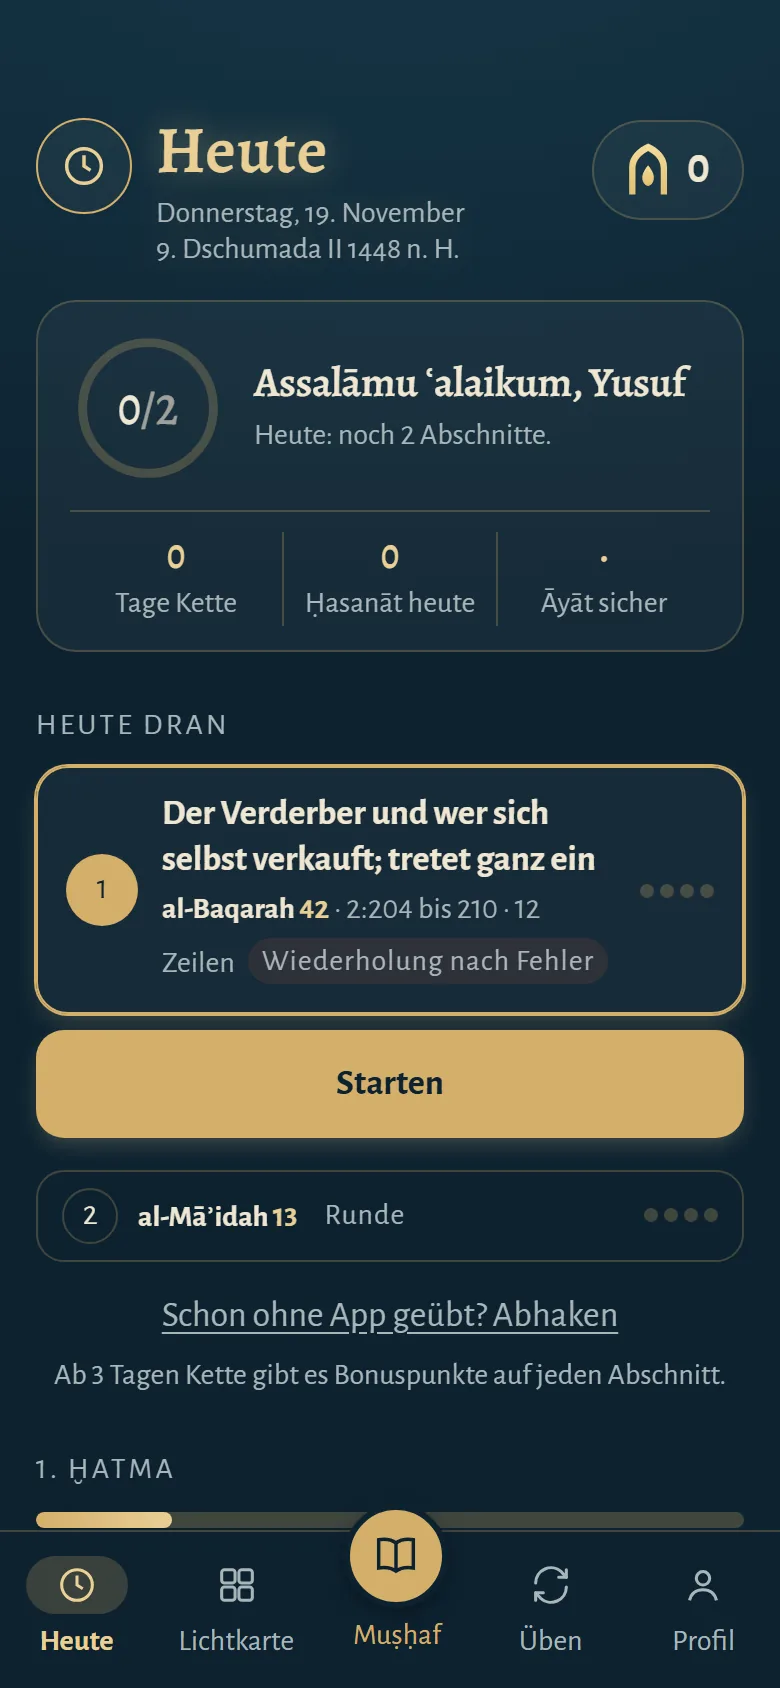 Heute
Donnerstag, 19. November
9. Dschumada II 1448 n. H.
0
0/2
Assalāmu ʿalaikum, Yusuf
Heute: noch 2 Abschnitte.
0
Tage Kette
0
Ḥasanāt heute
·
Āyāt sicher
HEUTE DRAN
1
Der Verderber und wer sich
selbst verkauft; tretet ganz ein
al-Baqarah 42 · 2:204 bis 210 · 12
Zeilen Wiederholung nach Fehler
Starten
2 al-Māʾidah 13 Runde
Schon ohne App geübt? Abhaken
Ab 3 Tagen Kette gibt es Bonuspunkte auf jeden Abschnitt.
1. ḪATMA
Heute
Lichtkarte
Muṣḥaf
Üben
Profil